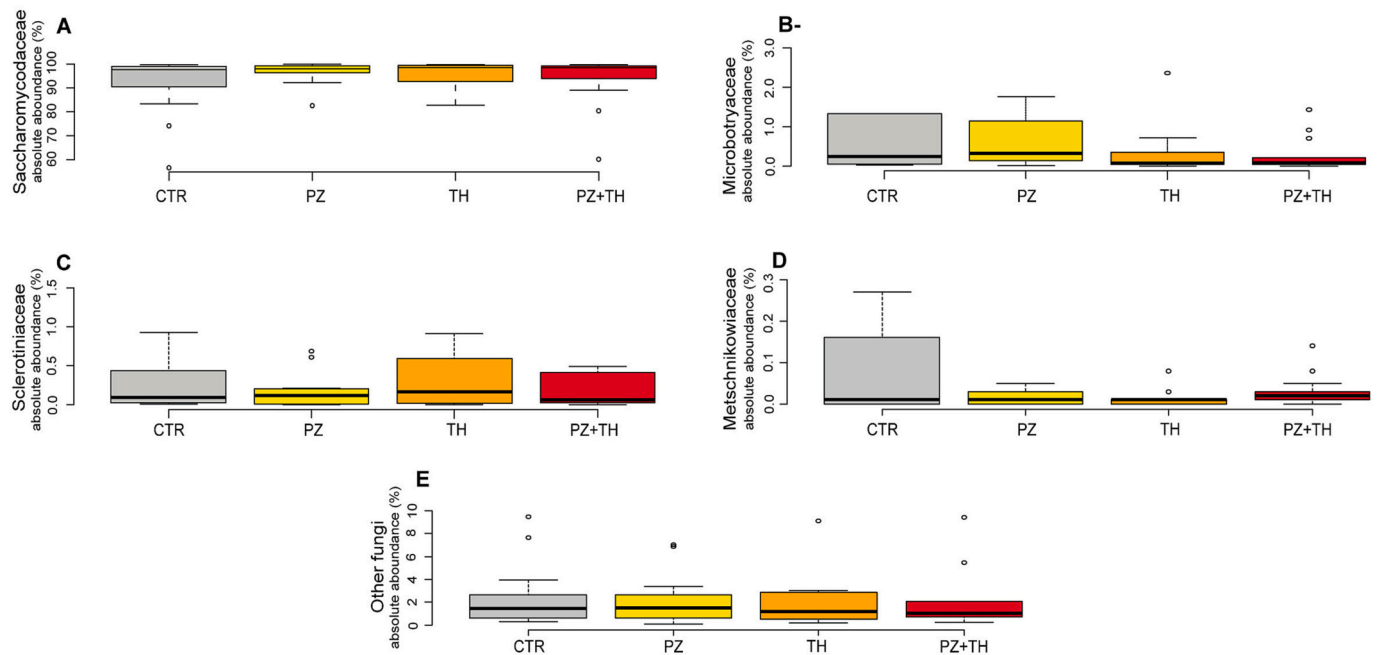 A
Saccharomycodaceae
absolute aboundance (%)
60 70 80 90 100
CTR PZ TH PZ+TH
B-
Microbotryaceae
absolute aboundance (%)
0.0 1.0 2.0 3.0
CTR PZ TH PZ+TH
C
Sclerotiniaceae
absolute aboundance (%)
0.0 0.5 1.0 1.5
CTR PZ TH PZ+TH
D
Metschnikowiaceae
absolute aboundance (%)
0.0 0.1 0.2 0.3
CTR PZ TH PZ+TH
E
Other fungi
absolute aboundance (%)
0 2 4 6 8 10
CTR PZ TH PZ+TH